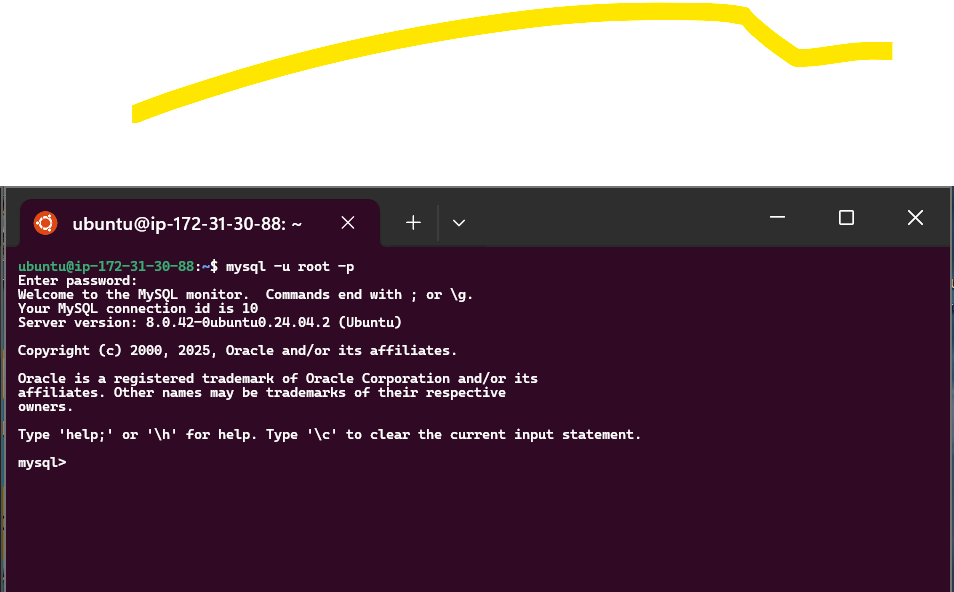 ubuntu@ip-172-31-30-88: ~
ubuntu@ip-172-31-30-88:~$ mysql -u root -p
Enter password:
Welcome to the MySQL monitor.  Commands end with ; or \g.
Your MySQL connection id is 10
Server version: 8.0.42-0ubuntu0.24.04.2 (Ubuntu)
Copyright (c) 2000, 2025, Oracle and/or its affiliates.
Oracle is a registered trademark of Oracle Corporation and/or its
affiliates. Other names may be trademarks of their respective
owners.
Type 'help;' or '\h' for help. Type '\c' to clear the current input statement.
mysql>